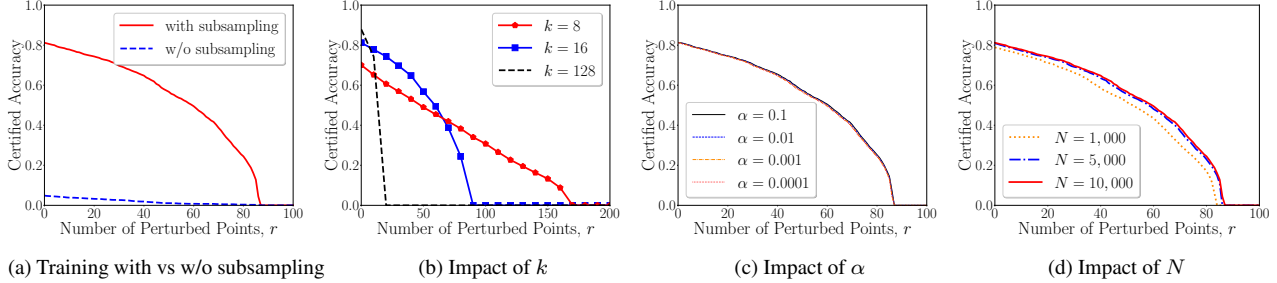 1.0
0.8
0.6
0.4
0.2
0.0
0 20 40 60 80 100
Certified Accuracy
Number of Perturbed Points, r
with subsampling
w/o subsampling
(a) Training with vs w/o subsampling
1.0
0.8
0.6
0.4
0.2
0.0
0 50 100 150 200
Certified Accuracy
Number of Perturbed Points, r
k = 8
k = 16
k = 128
(b) Impact of k
1.0
0.8
0.6
0.4
0.2
0.0
0 20 40 60 80 100
Certified Accuracy
Number of Perturbed Points, r
α = 0.1
α = 0.01
α = 0.001
α = 0.0001
(c) Impact of α
1.0
0.8
0.6
0.4
0.2
0.0
0 20 40 60 80 100
Certified Accuracy
Number of Perturbed Points, r
N = 1, 000
N = 5, 000
N = 10, 000
(d) Impact of N